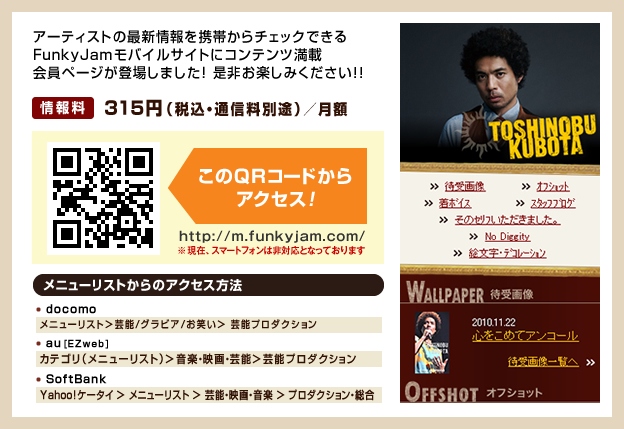 アーティストの最新情報を携帯からチェックできる
FunkyJamモバイルサイトにコンテンツ満載
会員ページが登場しました! 是非お楽しみください!!
情報料 315円(税込・通信料別途)/月額
このQRコードから
アクセス!
http://m.funkyjam.com/
※現在、スマートフォンは非対応となっております
メニューリストからのアクセス方法
• docomo
メニューリスト>芸能/グラビア/お笑い> 芸能プロダクション
• au [EZweb]
カテゴリ(メニューリスト)> 音楽・映画・芸能>芸能プロダクション
• SoftBank
Yahoo!ケータイ > メニューリスト > 芸能・映画・音楽 > プロダクション・総合
TOSHINOBU
KUBOTA
» 待受画像 » オフショット
» 着ボイス » スタッフブログ
» そのセリフいただきました。
» No Diggity
» 絵文字・デコレーション
WALLPAPER 待受画像
2010.11.22
心をこめてアンコール
待受画像一覧へ »
OFFSHOT オフショット